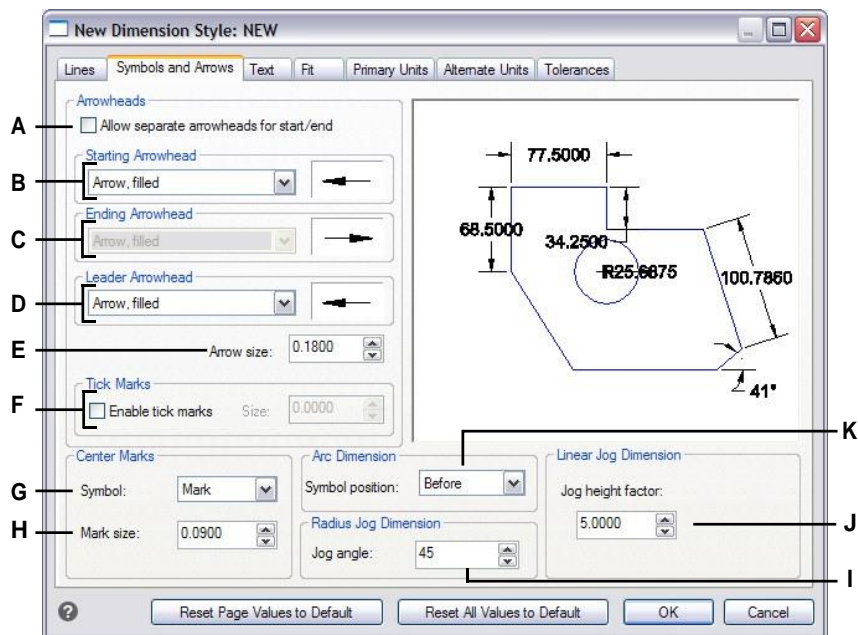 New Dimension Style: NEW
Lines Symbols and Arrows Text Fit Primary Units Alternate Units Tolerances
Arrowheads
A Allow separate arrowheads for start/end
Starting Arrowhead
B Arrow, filled
Ending Arrowhead
C Arrow, filled
Leader Arrowhead
D Arrow, filled
E Arrow size: 0.1800
Tick Marks
F Enable tick marks Size: 0.0000
77.5000
68.5000
34.2500
R25.6875
100.7860
41°
Center Marks
G Symbol: Mark
H Mark size: 0.0900
Arc Dimension
K
Symbol position: Before
Radius Jog Dimension
Jog angle: 45
I
Linear Jog Dimension
Jog height factor:
5.0000 J
? Reset Page Values to Default Reset All Values to Default OK Cancel